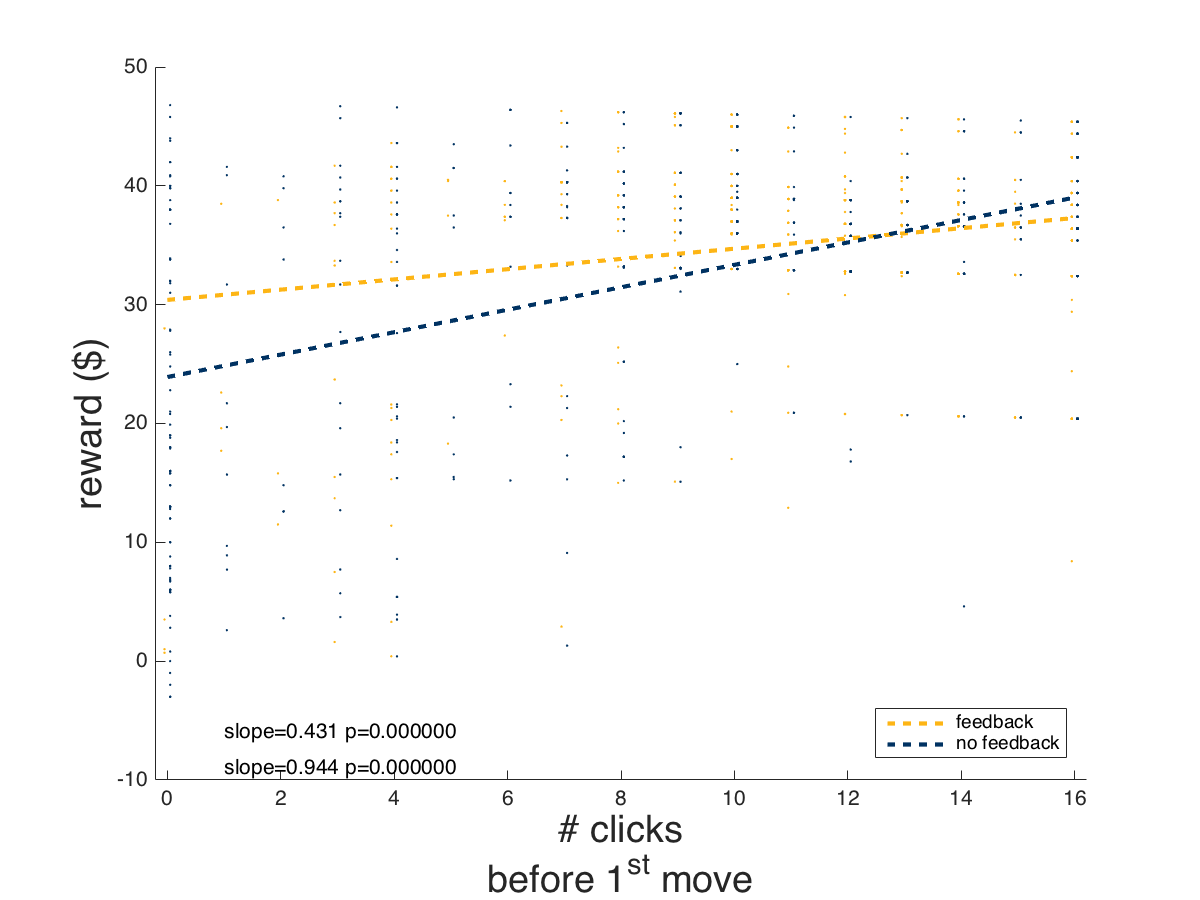 50
40
30
20
10
0
-10
reward ($)
slope=0.431 p=0.000000
slope=0.944 p=0.000000
feedback
no feedback
0 2 4 6 8 10 12 14 16
# clicks
before 1st move